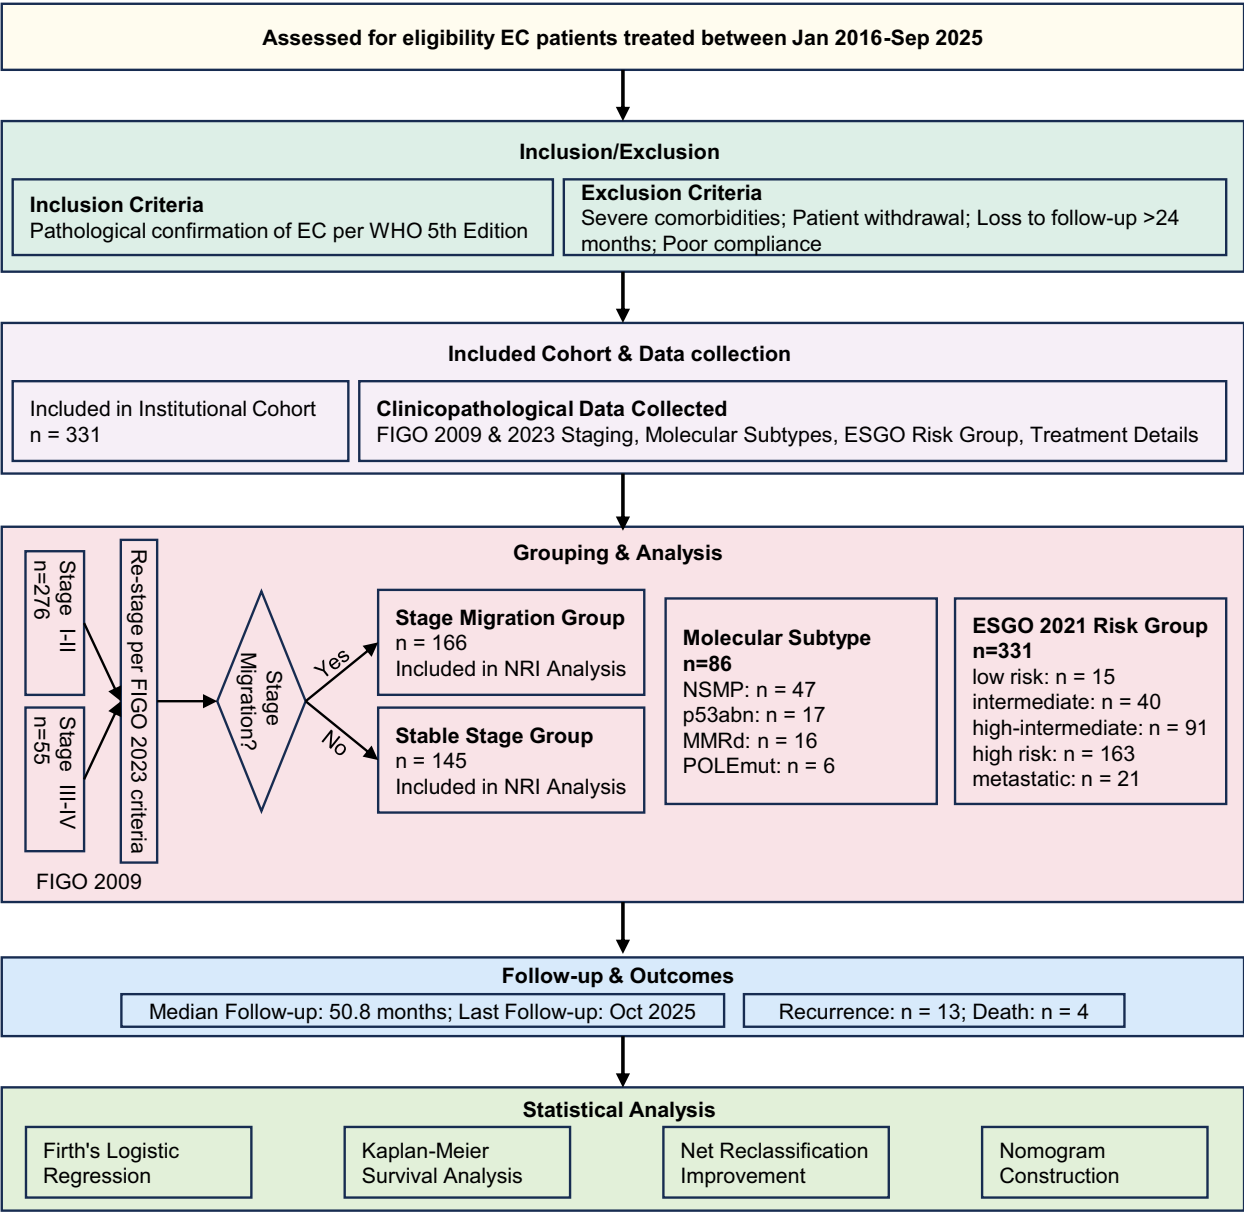 Assessed for eligibility EC patients treated between Jan 2016-Sep 2025
Inclusion/Exclusion
Inclusion Criteria
Pathological confirmation of EC per WHO 5th Edition
Exclusion Criteria
Severe comorbidities; Patient withdrawal; Loss to follow-up >24
months; Poor compliance
Included Cohort & Data collection
Included in Institutional Cohort
n = 331
Clinicopathological Data Collected
FIGO 2009 & 2023 Staging, Molecular Subtypes, ESGO Risk Group, Treatment Details
Grouping & Analysis
Stage I-II
n=276
Stage III-IV
n=55
FIGO 2009
Re-stage per FIGO 2023 criteria
Stage
Migration?
Yes
No
Stage Migration Group
n = 166
Included in NRI Analysis
Stable Stage Group
n = 145
Included in NRI Analysis
Molecular Subtype
n=86
NSMP: n = 47
p53abn: n = 17
MMRd: n = 16
POLEmut: n = 6
ESGO 2021 Risk Group
n=331
low risk: n = 15
intermediate: n = 40
high-intermediate: n = 91
high risk: n = 163
metastatic: n = 21
Follow-up & Outcomes
Median Follow-up: 50.8 months; Last Follow-up: Oct 2025
Recurrence: n = 13; Death: n = 4
Statistical Analysis
Firth's Logistic
Regression
Kaplan-Meier
Survival Analysis
Net Reclassification
Improvement
Nomogram
Construction